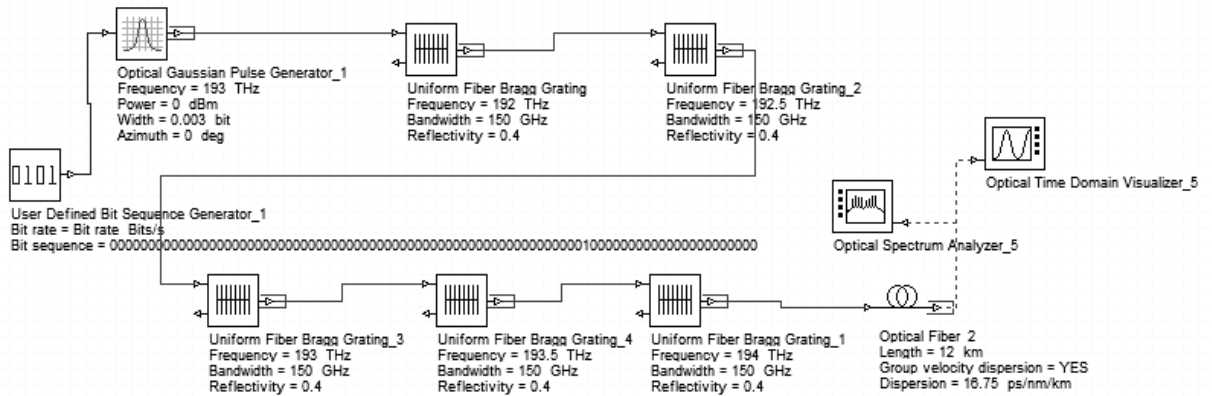 Optical Gaussian Pulse Generator_1
Frequency = 193 THz
Power = 0 dBm
Width = 0.003 bit
Azimuth = 0 deg
Uniform Fiber Bragg Grating
Frequency = 192 THz
Bandwidth = 150 GHz
Reflectivity = 0.4
Uniform Fiber Bragg Grating_2
Frequency = 192.5 THz
Bandwidth = 150 GHz
Reflectivity = 0.4
Optical Time Domain Visualizer_5
0101
User Defined Bit Sequence Generator_1
Bit rate = Bit rate Bits/s
Bit sequence =
Optical Spectrum Analyzer_5
Uniform Fiber Bragg Grating_3
Frequency = 193 THz
Bandwidth = 150 GHz
Reflectivity = 0.4
Uniform Fiber Bragg Grating_4
Frequency = 193.5 THz
Bandwidth = 150 GHz
Reflectivity = 0.4
Uniform Fiber Bragg Grating_1
Frequency = 194 THz
Bandwidth = 150 GHz
Reflectivity = 0.4
Optical Fiber_2
Length = 12 km
Group velocity dispersion = YES
Dispersion = 16.75 ps/nm/km